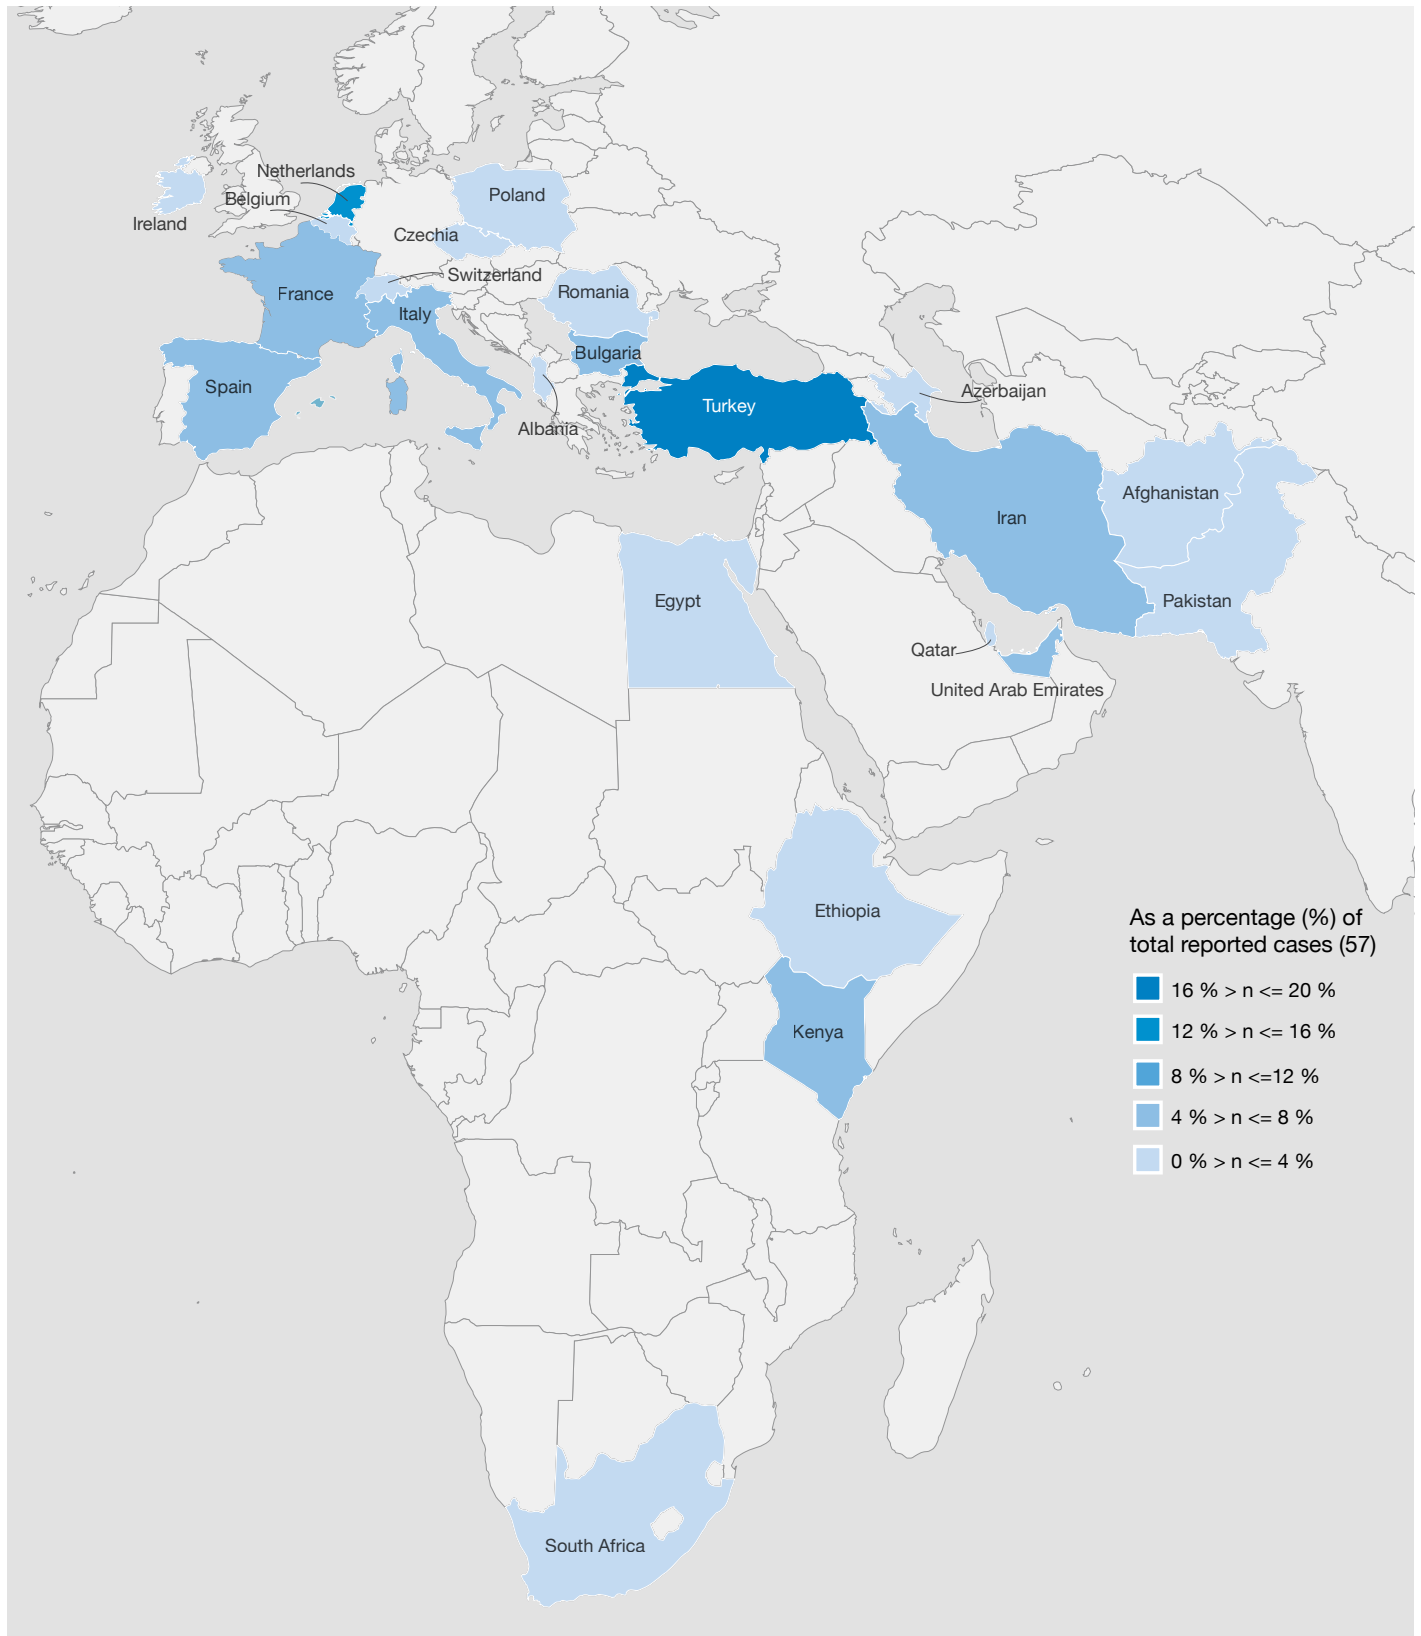 Netherlands
Poland
Belgium
Ireland
Czechia
Switzerland
Romania
France
Italy
Bulgaria
Spain
Azerbaijan
Turkey
Albania
Afghanistan
Iran
Egypt
Pakistan
Qatar
United Arab Emirates
Ethiopia
Kenya
South Africa
As a percentage (%) of
total reported cases (57)
16 % > n <= 20 %
12 % > n <= 16 %
8 % > n <=12 %
4 % > n <= 8 %
0 % > n <= 4 %